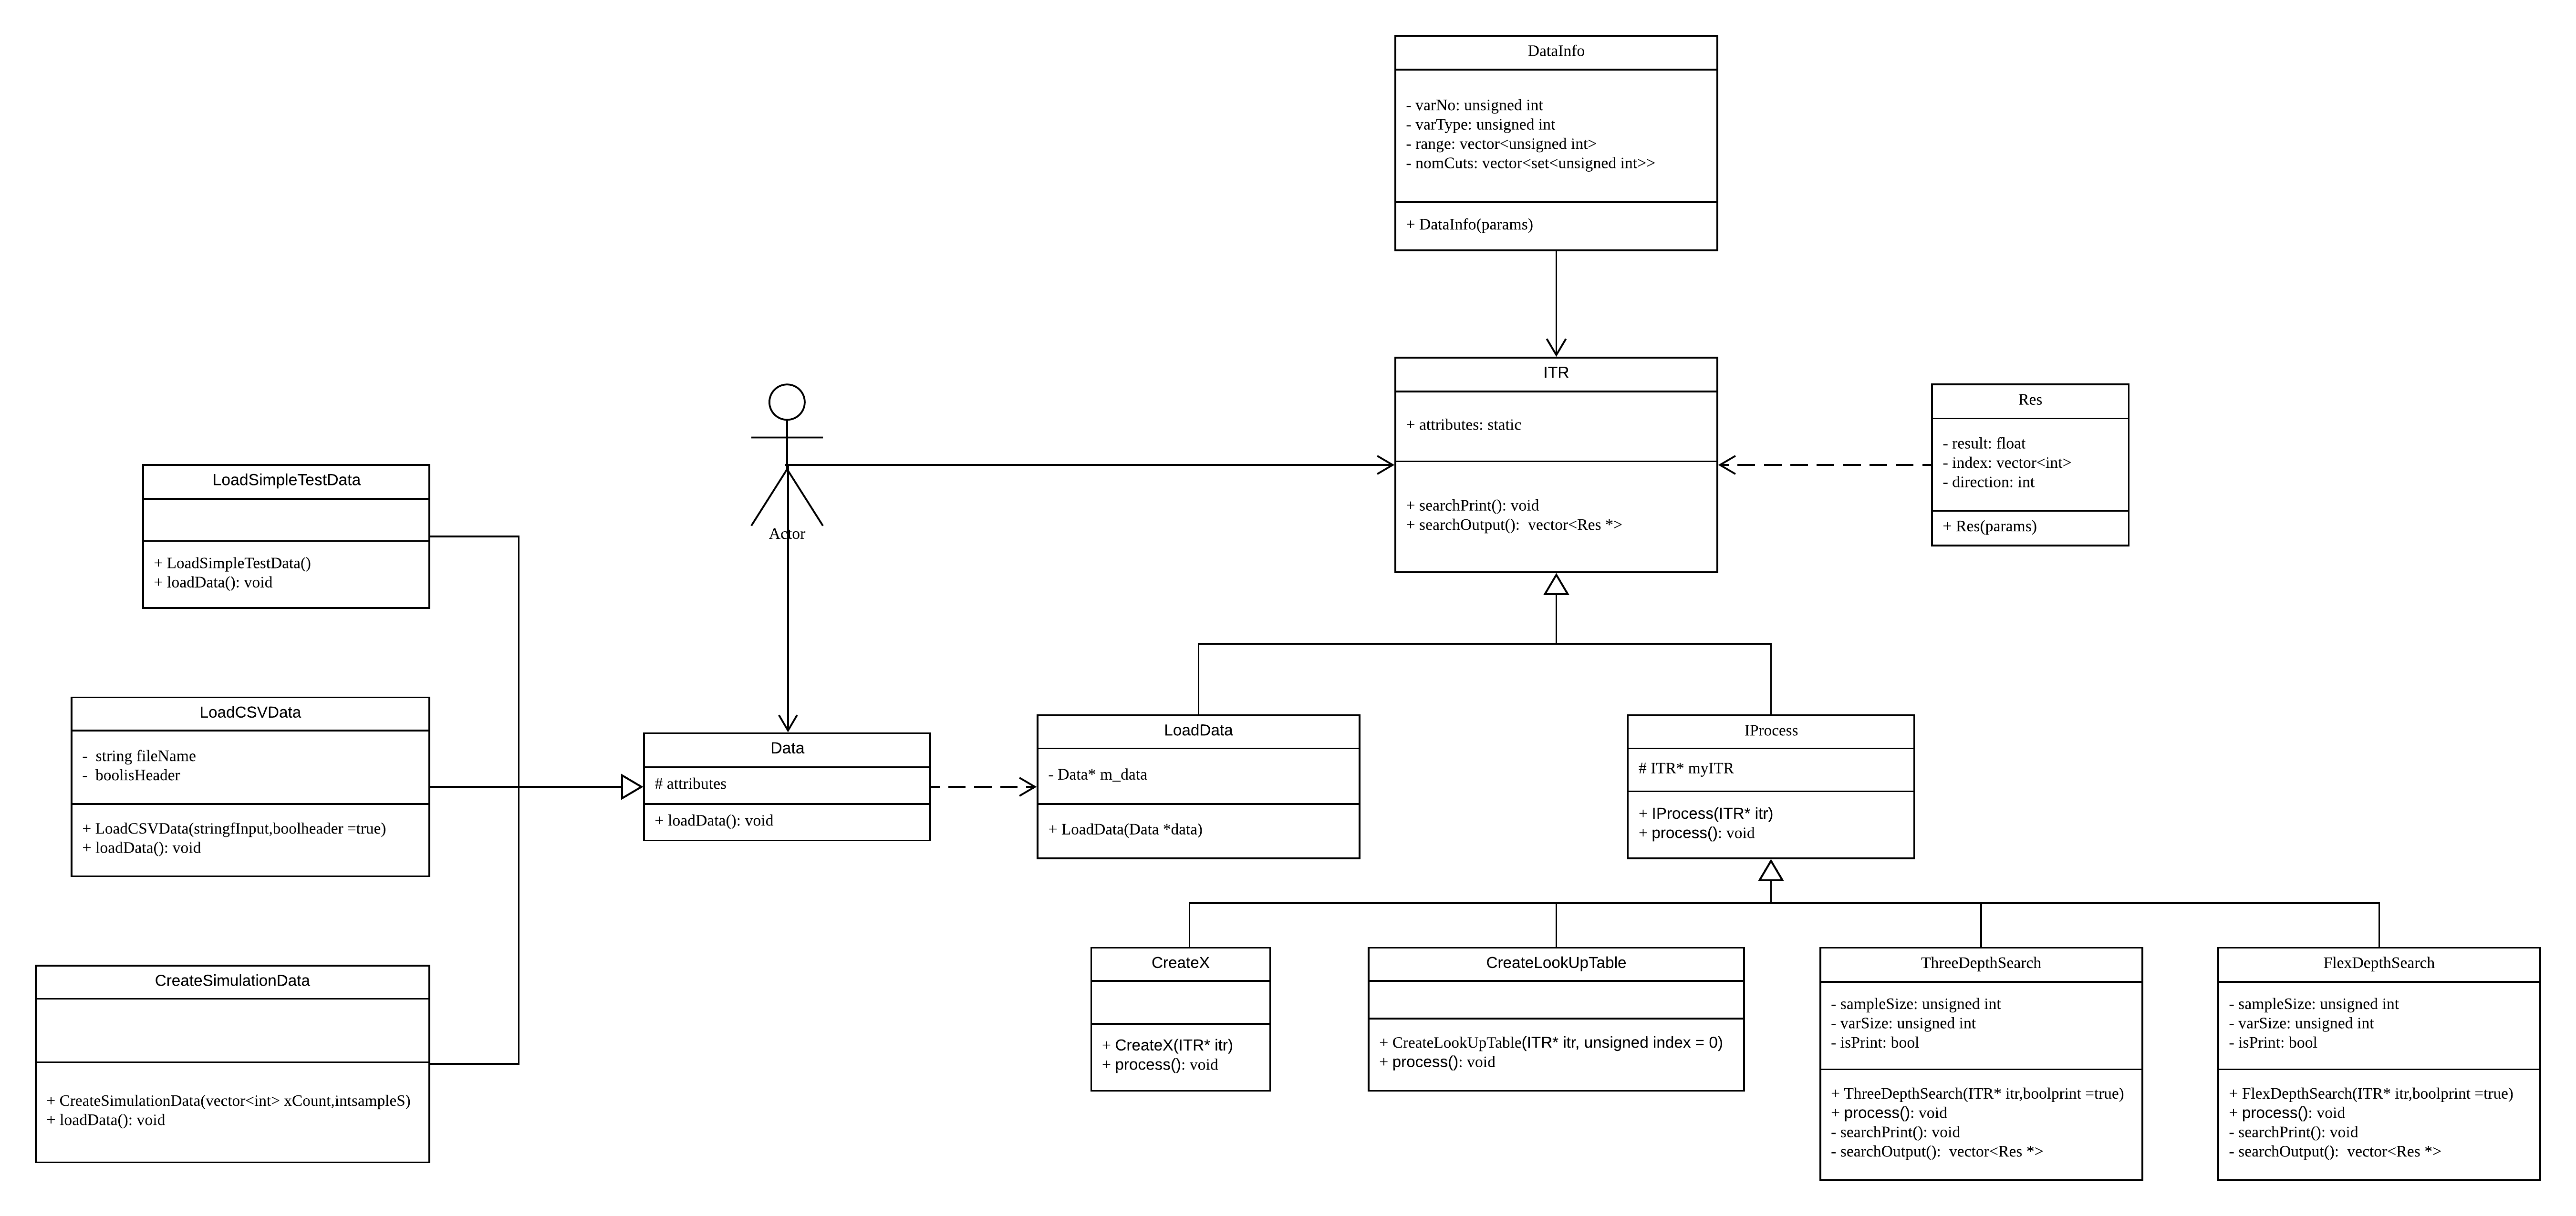 DataInfo
- varNo: unsigned int
- varType: unsigned int
- range: vector<unsigned int>
- nomCuts: vector<set<unsigned int>>
+ DataInfo(params)
ITR
+ attributes: static
+ searchPrint(): void
+ searchOutput():  vector<Res *>
Res
- result: float
- index: vector<int>
- direction: int
+ Res(params)
Actor
LoadSimpleTestData
+ LoadSimpleTestData()
+ loadData(): void
LoadCSVData
-  string fileName
-  boolisHeader
+ LoadCSVData(stringfInput,boolheader =true)
+ loadData(): void
CreateSimulationData
+ CreateSimulationData(vector<int> xCount,intsampleS)
+ loadData(): void
Data
# attributes
+ loadData(): void
LoadData
- Data* m_data
+ LoadData(Data *data)
IProcess
# ITR* myITR
+ IProcess(ITR* itr)
+ process(): void
CreateX
+ CreateX(ITR* itr)
+ process(): void
CreateLookUpTable
+ CreateLookUpTable(ITR* itr, unsigned index = 0)
+ process(): void
ThreeDepthSearch
- sampleSize: unsigned int
- varSize: unsigned int
- isPrint: bool
+ ThreeDepthSearch(ITR* itr,boolprint =true)
+ process(): void
- searchPrint(): void
- searchOutput():  vector<Res *>
FlexDepthSearch
- sampleSize: unsigned int
- varSize: unsigned int
- isPrint: bool
+ FlexDepthSearch(ITR* itr,boolprint =true)
+ process(): void
- searchPrint(): void
- searchOutput():  vector<Res *>